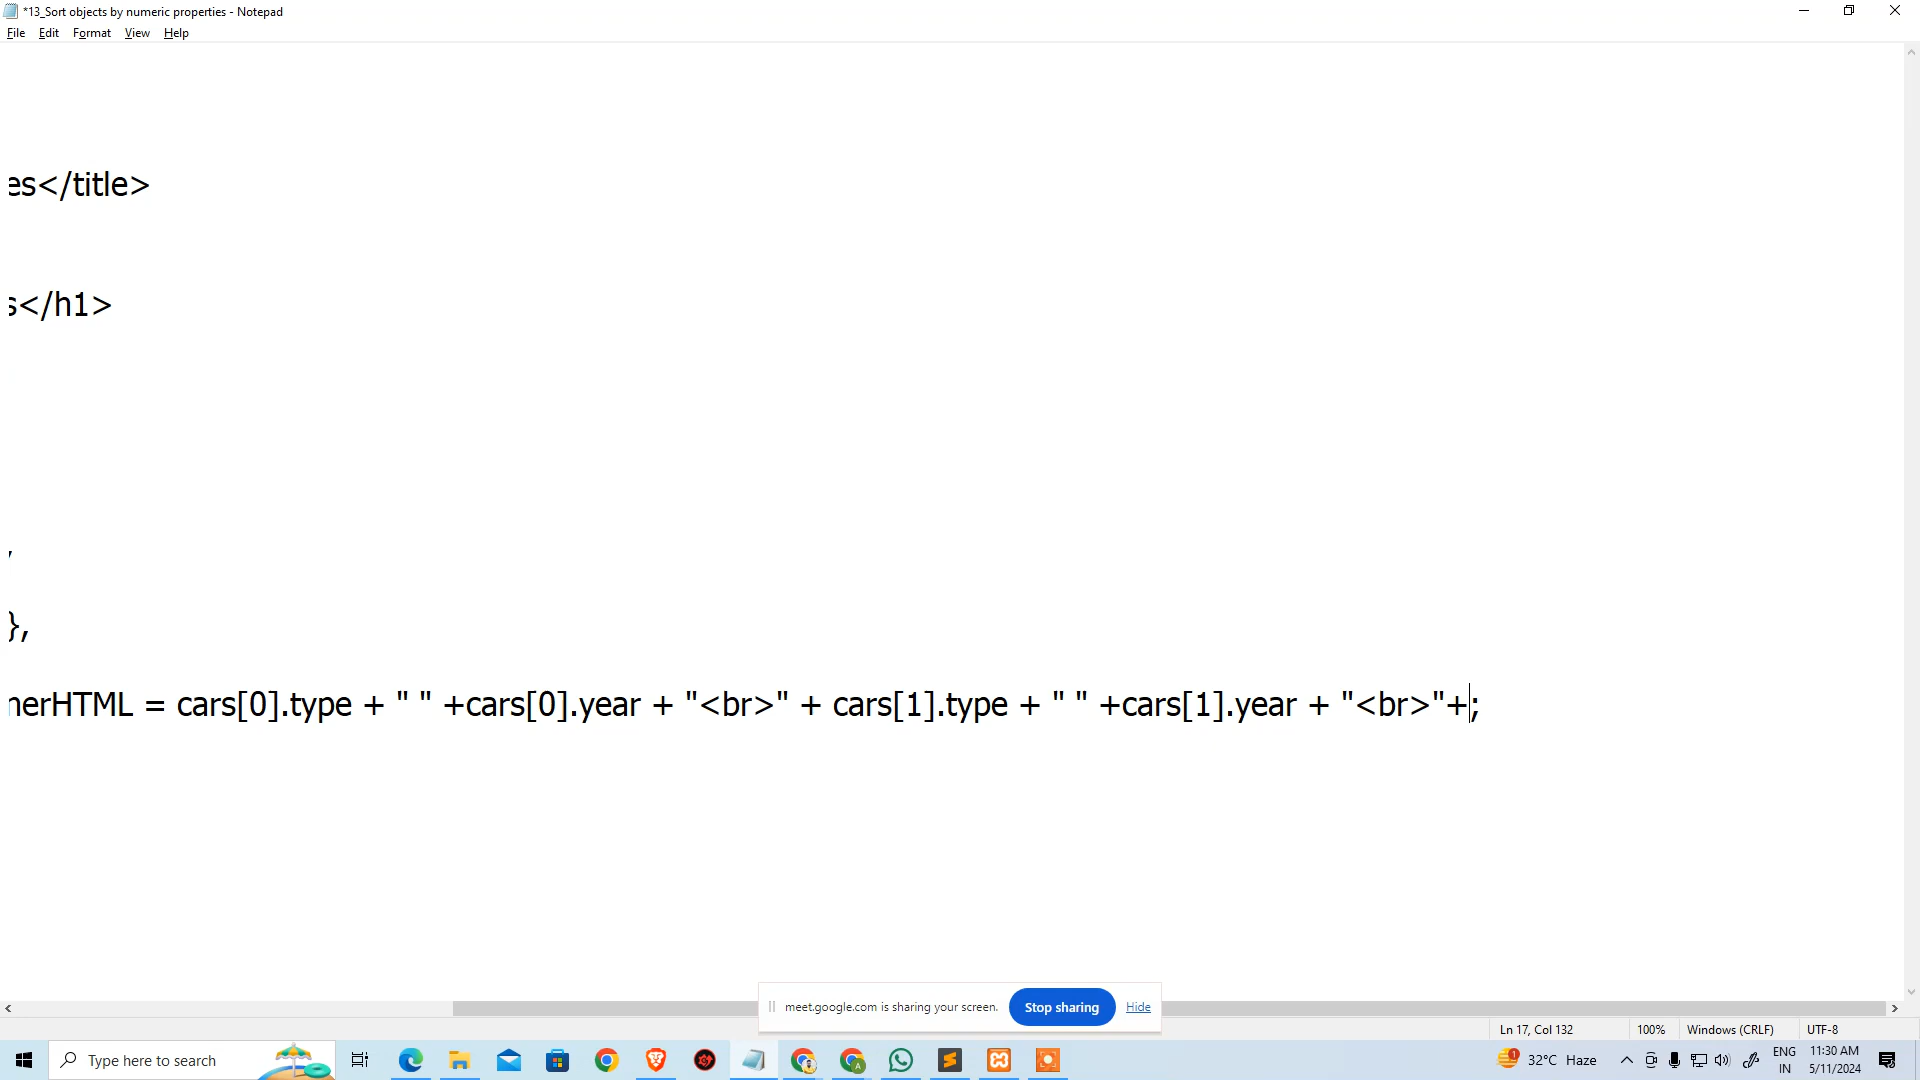 *13_Sort objects by numeric properties - Notepad
File Edit Format View Help
es</title>
s</h1>
,
},
nerHTML = cars[0].type + " " +cars[0].year + "<br>" + cars[1].type + " " +cars[1].year + "<br>"+;
meet.google.com is sharing your screen. Stop sharing Hide
Ln 17, Col 132 100% Windows (CRLF) UTF-8
Type here to search
1 32°C Haze
ENG
IN
11:30 AM
5/11/2024